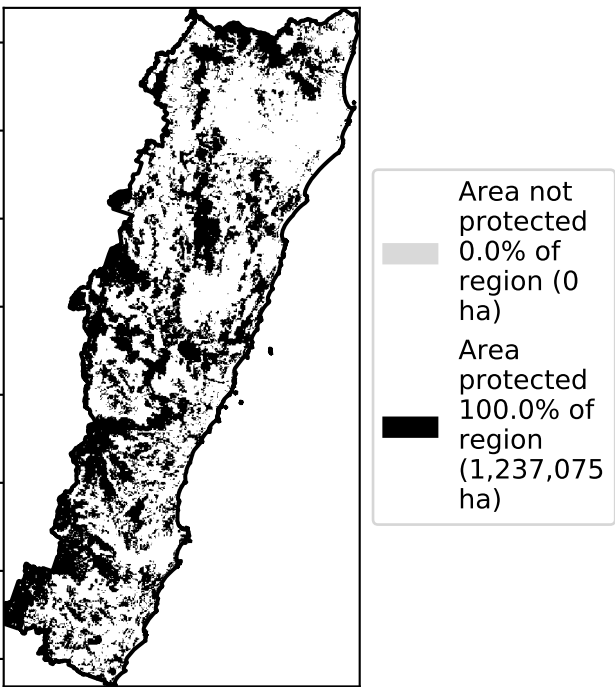 Area not
protected
0.0% of
region (0
ha)
Area
protected
100.0% of
region
(1,237,075
ha)